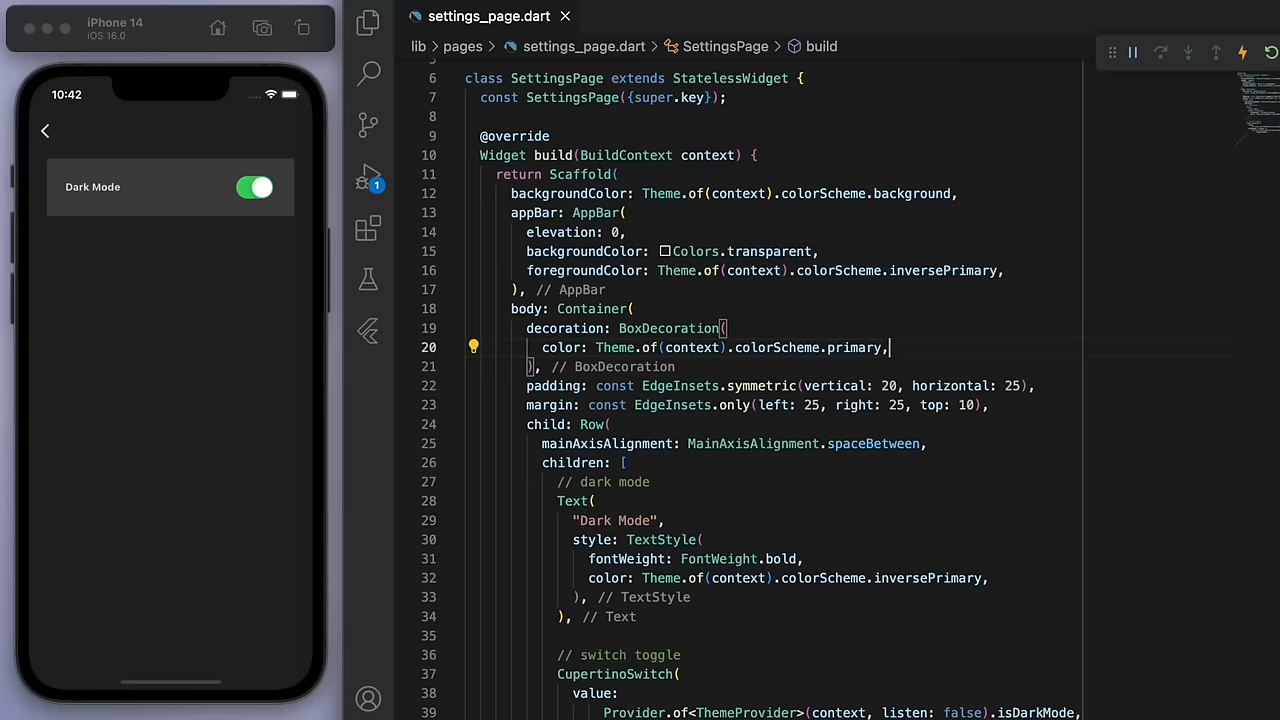 iPhone 14
iOS 16.0
10:42
Dark Mode
settings_page.dart
lib > pages > settings_page.dart > SettingsPage > build
1
6 class SettingsPage extends StatelessWidget {
7 const SettingsPage({super.key});
8
9 @override
10 Widget build(BuildContext context) {
11 return Scaffold(
12 backgroundColor: Theme.of(context).colorScheme.background,
13 appBar: AppBar(
14 elevation: 0,
15 backgroundColor: Colors.transparent,
16 foregroundColor: Theme.of(context).colorScheme.inversePrimary,
17 ), // AppBar
18 body: Container(
19 decoration: BoxDecoration(
20 color: Theme.of(context).colorScheme.primary,
21 ), // BoxDecoration
22 padding: const EdgeInsets.symmetric(vertical: 20, horizontal: 25),
23 margin: const EdgeInsets.only(left: 25, right: 25, top: 10),
24 child: Row(
25 mainAxisAlignment: MainAxisAlignment.spaceBetween,
26 children: [
27 // dark mode
28 Text(
29 "Dark Mode",
30 style: TextStyle(
31 fontWeight: FontWeight.bold,
32 color: Theme.of(context).colorScheme.inversePrimary,
33 ), // TextStyle
34 ), // Text
35
36 // switch toggle
37 CupertinoSwitch(
38 value:
39 Provider.of<ThemeProvider>(context, listen: false).isDarkMode,